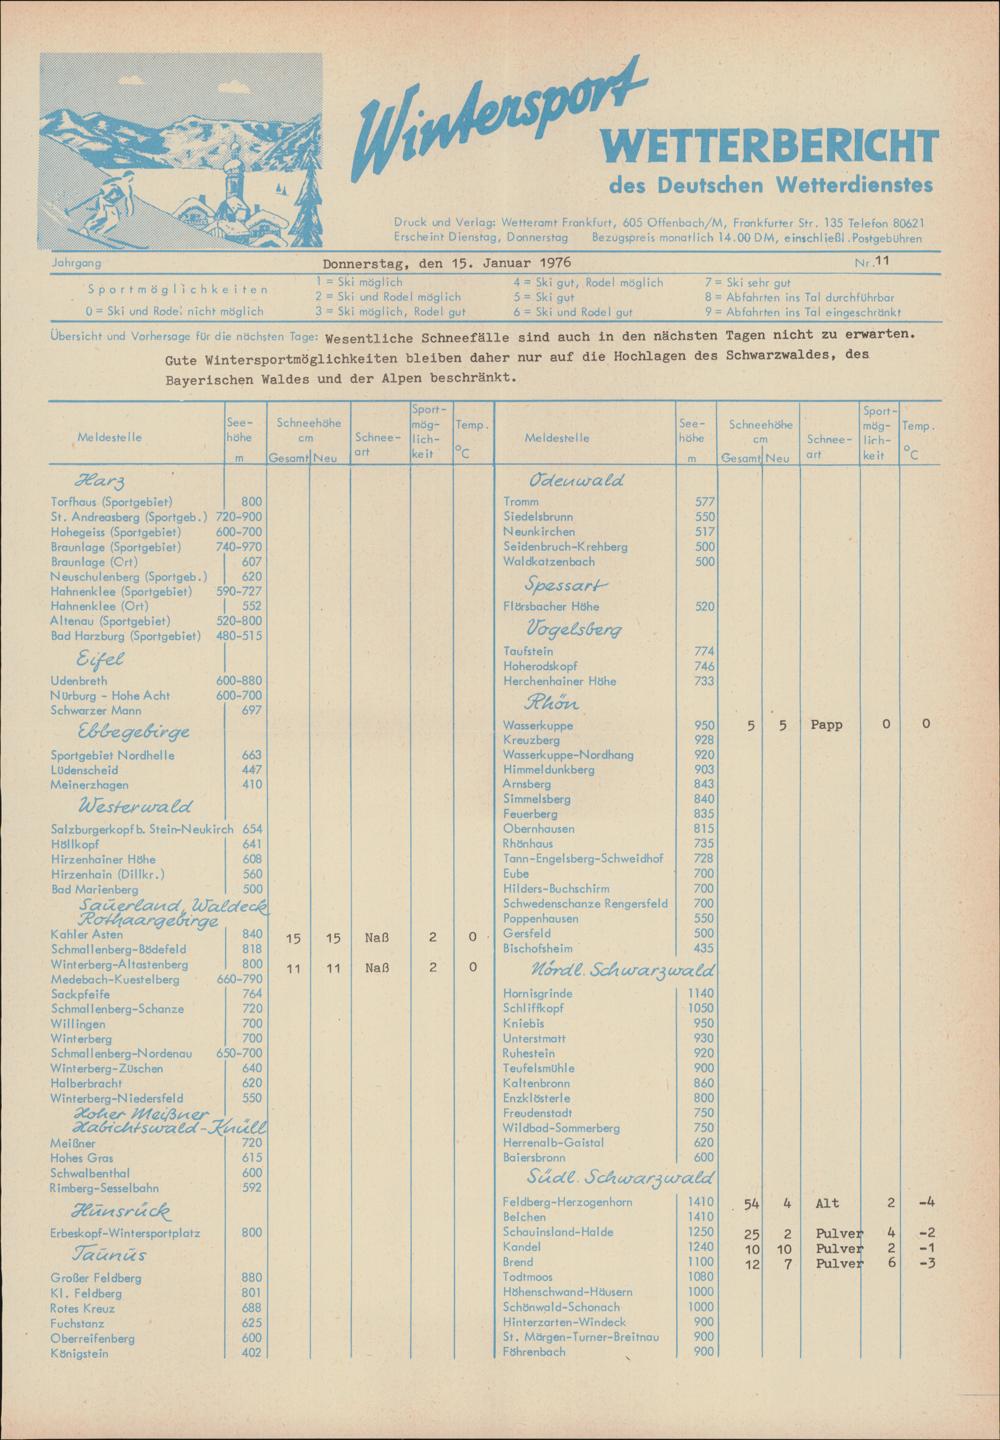 Wintersport
WETTERBERICHT
des Deutschen Wetterdienstes
Druck und Verlag: Wetteramt Frankfurt, 605 Offenbach/M, Frankfurter Str. 135 Telefon 80621
Erscheint Dienstag, Donnerstag Bezugspreis monatlich 14.00 DM, einschließl. Postgebühren
Jahrgang Donnerstag, den 15. Januar 1976 Nr. 11
Sportmöglichkeiten
0 = Ski und Rodel nicht möglich
1 = Ski möglich
2 = Ski und Rodel möglich
3 = Ski möglich, Rodel gut
4 = Ski gut, Rodel möglich
5 = Ski gut
6 = Ski und Rodel gut
7 = Ski sehr gut
8 = Abfahrten ins Tal durchführbar
9 = Abfahrten ins Tal eingeschränkt
Übersicht und Vorhersage für die nächsten Tage: Wesentliche Schneefälle sind auch in den nächsten Tagen nicht zu erwarten.
Gute Wintersportmöglichkeiten bleiben daher nur auf die Hochlagen des Schwarzwaldes, des
Bayerischen Waldes und der Alpen beschränkt.
Meldestelle
See-
höhe
m
Schneehöhe
cm
Gesamt Neu
Schnee-
art
Sport-
mög-
lich-
keit
Temp.
°C
Harz
Torfhaus (Sportgebiet) 800
St. Andreasberg (Sportgeb.) 720-900
Hohegeiss (Sportgebiet) 600-700
Braunlage (Sportgebiet) 740-970
Braunlage (Ort) 607
Neuschulenberg (Sportgeb.) 620
Hahnenklee (Sportgebiet) 590-727
Hahnenklee (Ort) 552
Altenau (Sportgebiet) 520-800
Bad Harzburg (Sportgebiet) 480-515
Eifel
Udenbreth 600-880
Nürburg - Hohe Acht 600-700
Schwarzer Mann 697
Ebbegebirge
Sportgebiet Nordhelle 663
Lüdenscheid 447
Meinerzhagen 410
Westerwald
Salzburgerkopf b. Stein-Neukirch 654
Höllkopf 641
Hirzenhainer Höhe 608
Hirzenhain (Dillkr.) 560
Bad Marienberg 500
Sauerland, Waldeck
Rothaargebirge
Kahler Asten 840 15 15 Naß 2 0
Schmallenberg-Bödefeld 818
Winterberg-Altastenberg 800 11 11 Naß 2 0
Medebach-Kuestelberg 660-790
Sackpfeife 764
Schmallenberg-Schanze 720
Willingen 700
Winterberg 700
Schmallenberg-Nordenau 650-700
Winterberg-Züschen 640
Halberbracht 620
Winterberg-Niedersfeld 550
Hoher Meißner
Habichtswald-Knüll
Meißner 720
Hohes Gras 615
Schwalbenthal 600
Rimberg-Sesselbahn 592
Hunsrück
Erbeskopf-Wintersportplatz 800
Taunus
Großer Feldberg 880
Kl. Feldberg 801
Rotes Kreuz 688
Fuchstanz 625
Oberreifenberg 600
Königstein 402
Meldestelle
See-
höhe
m
Schneehöhe
cm
Gesamt Neu
Schnee-
art
Sport-
mög-
lich-
keit
Temp.
°C
Odenwald
Tromm 577
Siedelsbrunn 550
Neunkirchen 517
Seidenbruch-Krehberg 500
Waldkatzenbach 500
Spessart
Flörsbacher Höhe 520
Vogelsberg
Taufstein 774
Hoherodskopf 746
Herchenhainer Höhe 733
Rhön
Wasserkuppe 950 5 5 Papp 0 0
Kreuzberg 928
Wasserkuppe-Nordhang 920
Himmeldunkberg 903
Arnsberg 843
Simmelsberg 840
Feuerberg 835
Obernhausen 815
Rhönhaus 735
Tann-Engelsberg-Schweidhof 728
Eube 700
Hilders-Buchschirm 700
Schwedenschanze Rengersfeld 700
Poppenhausen 550
Gersfeld 500
Bischofsheim 435
Nördl. Schwarzwald
Hornisgrinde 1140
Schliffkopf 1050
Kniebis 950
Unterstmatt 930
Ruhestein 920
Teufelsmühle 900
Kaltenbronn 860
Enzklösterle 800
Freudenstadt 750
Wildbad-Sommerberg 750
Herrenalb-Gaistal 620
Baiersbronn 600
Südl. Schwarzwald
Feldberg-Herzogenhorn 1410 54 4 Alt 2 -4
Belchen 1410
Schauinsland-Halde 1250 25 2 Pulver 4 -2
Kandel 1240 10 10 Pulver 2 -1
Brend 1100 12 7 Pulver 6 -3
Todtmoos 1080
Höhenschwand-Häusern 1000
Schönwald-Schonach 1000
Hinterzarten-Windeck 900
St. Märgen-Turner-Breitnau 900
Föhrenbach 900